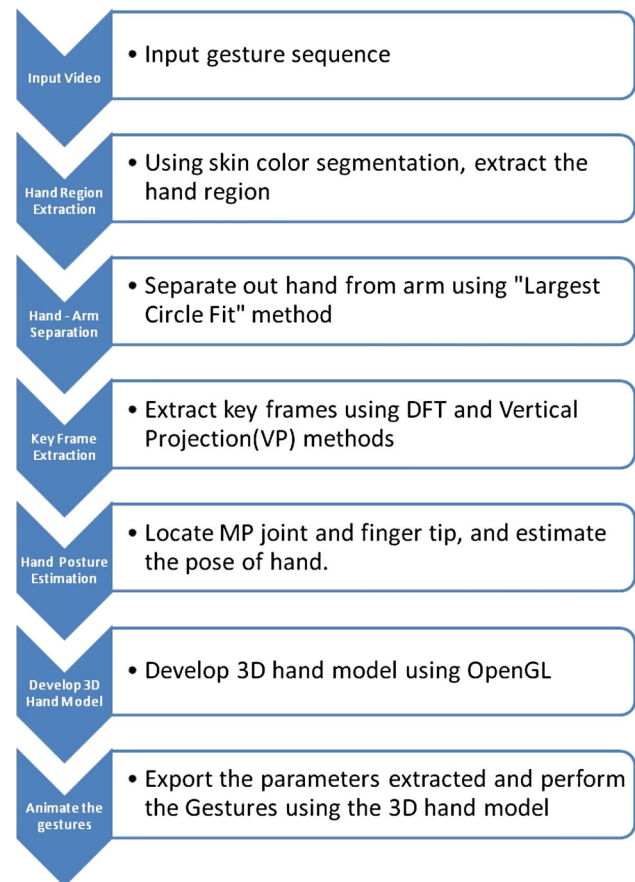 Input Video
• Input gesture sequence
Hand Region
Extraction
• Using skin color segmentation, extract the
hand region
Hand - Arm
Separation
• Separate out hand from arm using "Largest
Circle Fit" method
Key Frame
Extraction
• Extract key frames using DFT and Vertical
Projection(VP) methods
Hand Posture
Estimation
• Locate MP joint and finger tip, and estimate
the pose of hand.
Develop 3D
Hand Model
• Develop 3D hand model using OpenGL
Animate the
gestures
• Export the parameters extracted and perform
the Gestures using the 3D hand model